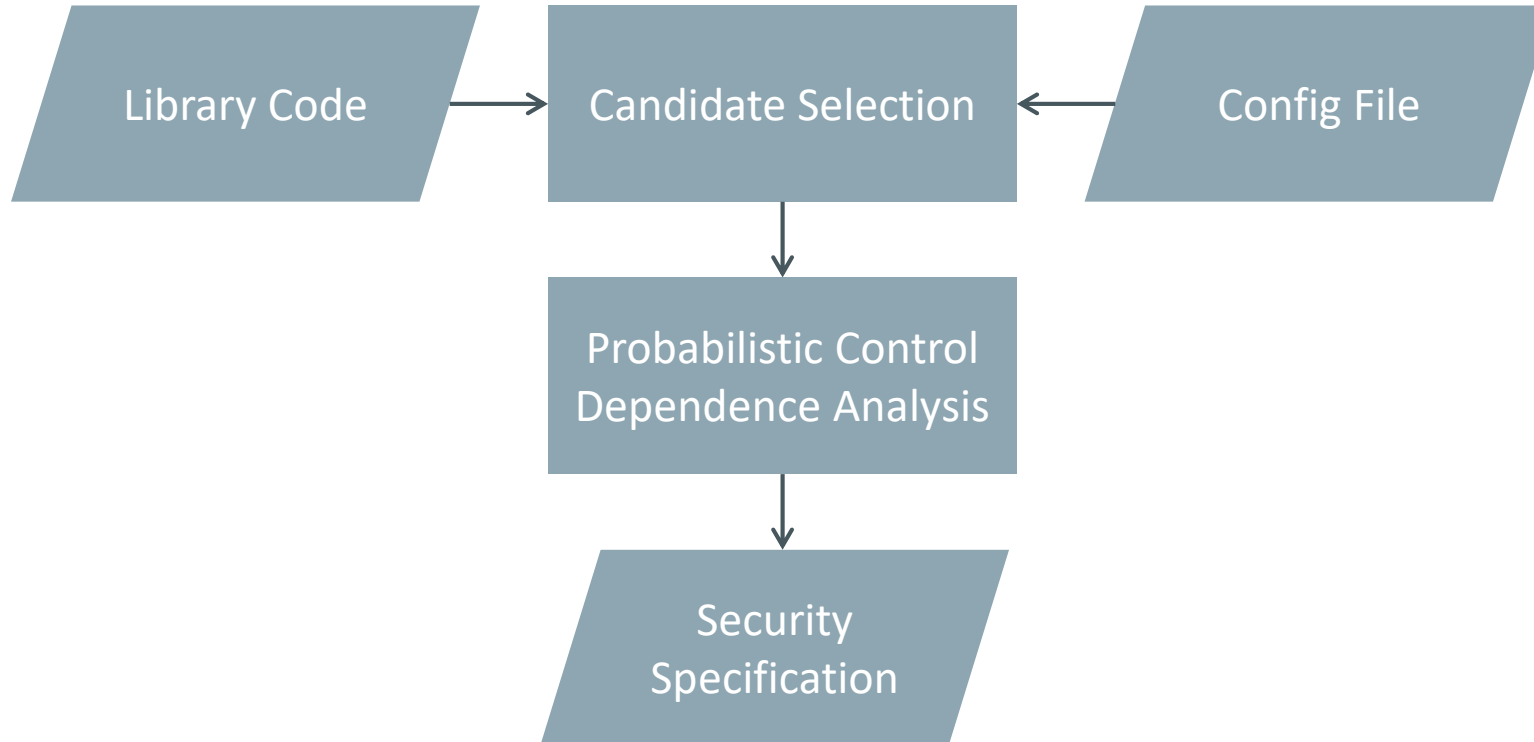 Library Code
Candidate Selection
Config File
Probabilistic Control
Dependence Analysis
Security
Specification